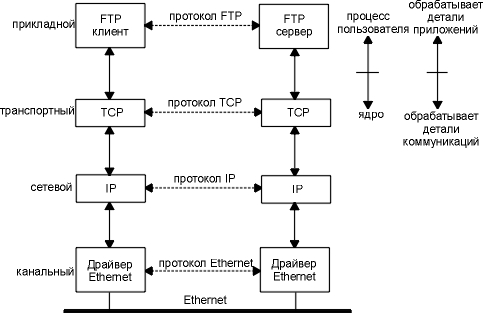 прикладной
FTP
клиент
протокол FTP
FTP
сервер
процесс
пользователя
обрабатывает
детали
приложений
транспортный
TCP
протокол TCP
TCP
ядро
обрабатывает
детали
коммуникаций
сетевой
IP
протокол IP
IP
канальный
Драйвер
Ethernet
протокол Ethernet
Драйвер
Ethernet
Ethernet